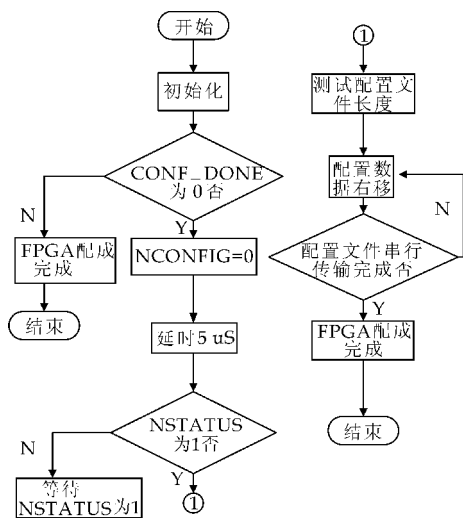 开始
初始化
CONF_DONE
为 0否
N
Y
FPGA配成
完成
结束
NCONFIG=0
延时5 uS
NSTATUS
为1否
N
Y
等待
NSTATUS为1
①
①
测试配置文
件长度
配置数
据右移
N
配置文件串行
传输完成否
Y
FPGA配成
完成
结束